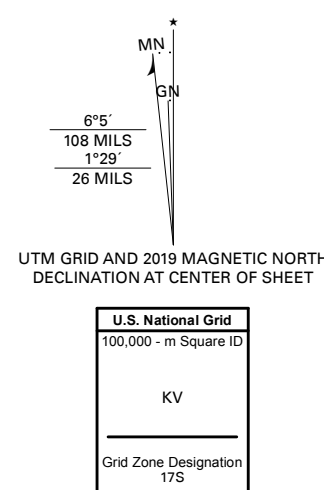 ★
MN
GN
6°5´
108 MILS
1°29´
26 MILS
UTM GRID AND 2019 MAGNETIC NORTH
DECLINATION AT CENTER OF SHEET
U.S. National Grid
100,000 - m Square ID
KV
Grid Zone Designation
17S